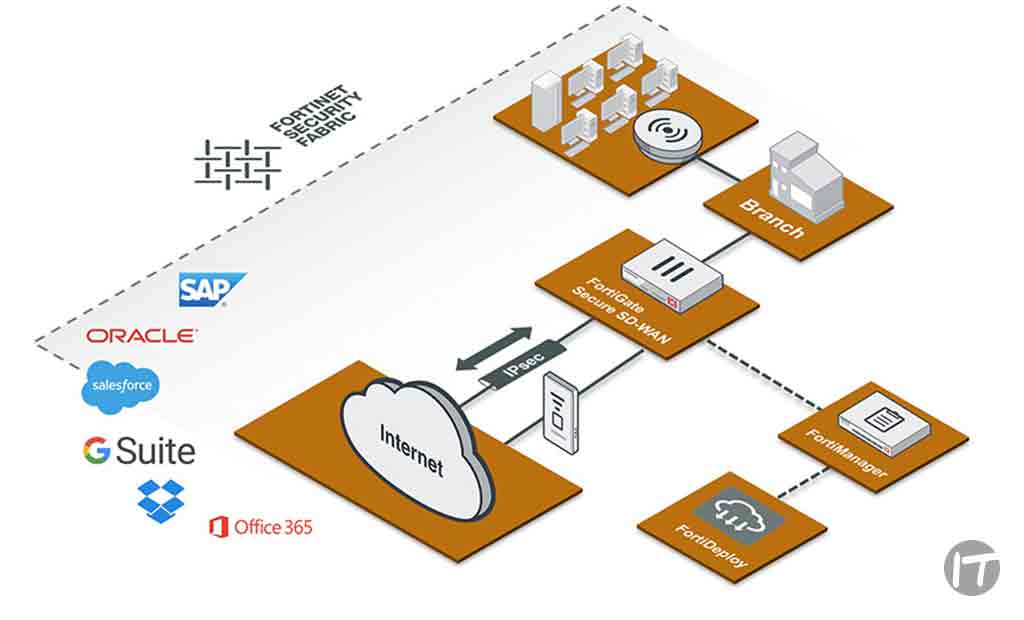 FORTINET
SECURITY
FABRIC
Branch
FortiGate
Secure SD-WAN
SAP
ORACLE
salesforce
IPsec
Internet
G Suite
FortiManager
Office 365
FortiDeploy
IT